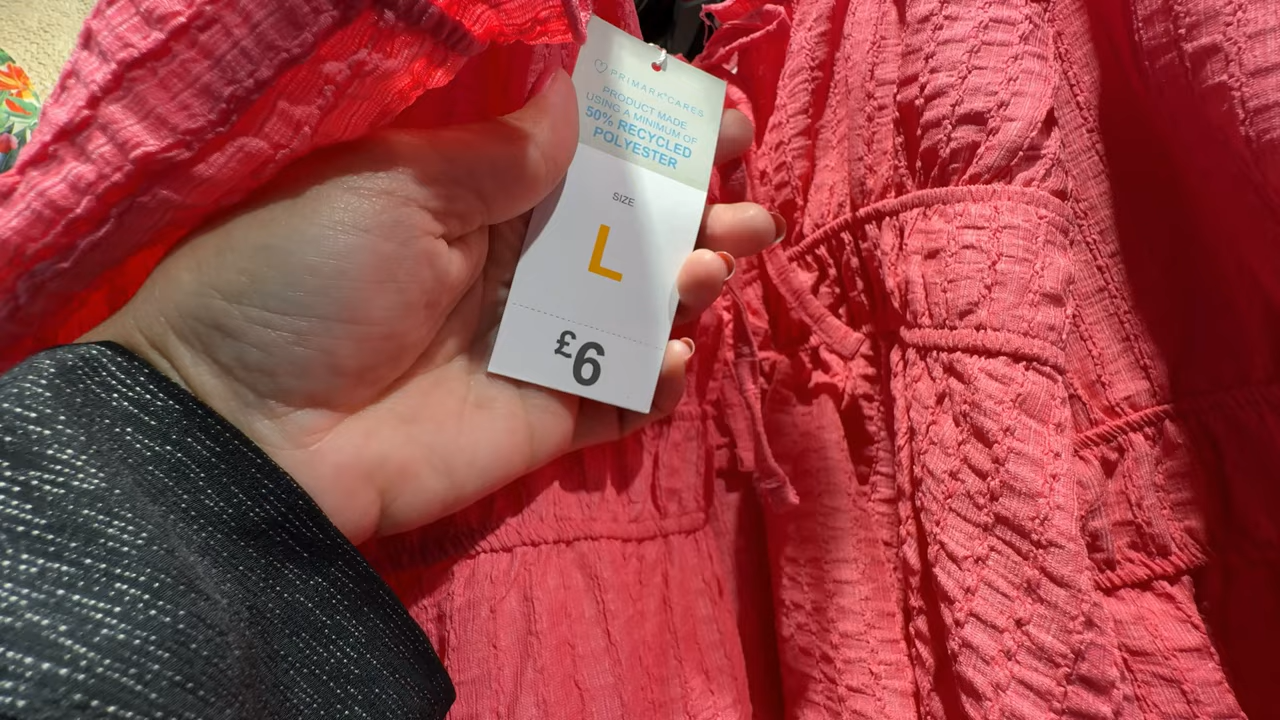 PRIMARK CARES
PRODUCT MADE
USING A MINIMUM OF
50% RECYCLED
POLYESTER
SIZE
L
£6